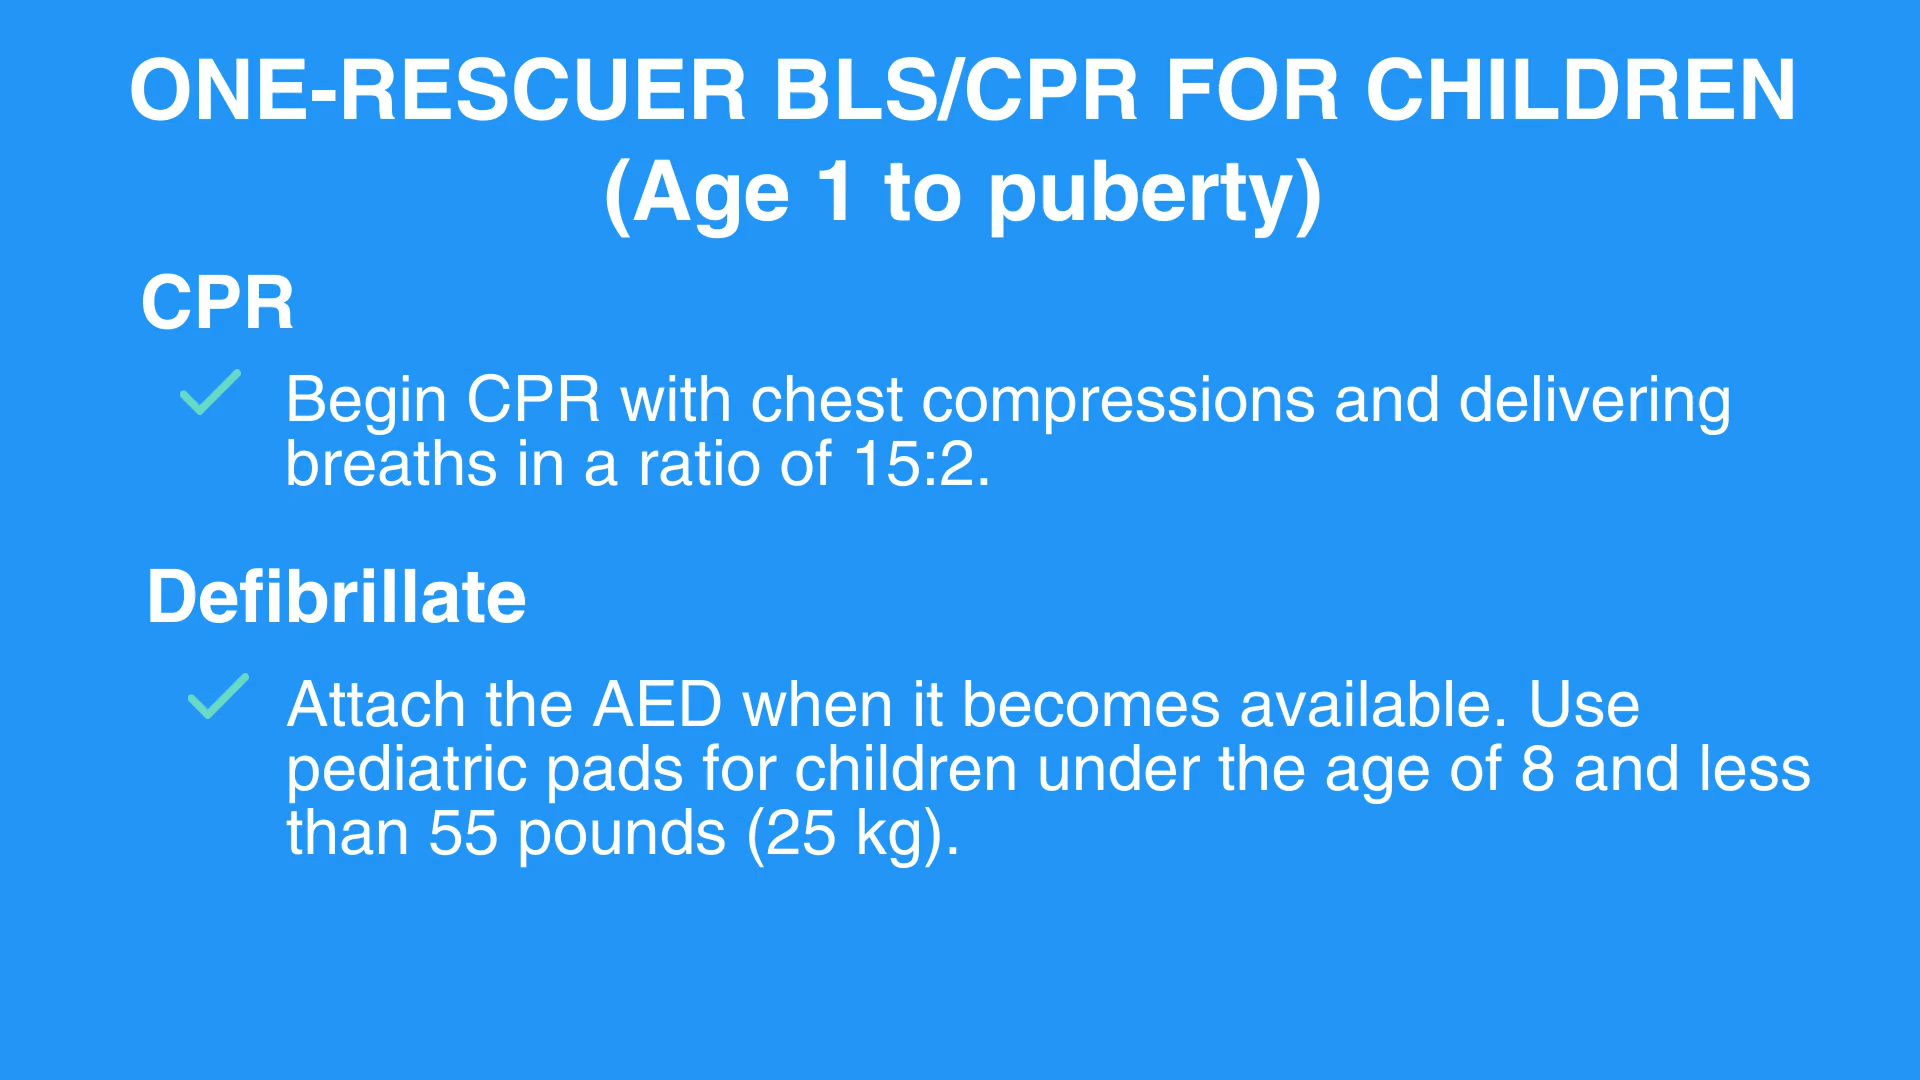 ONE-RESCUER BLS/CPR FOR CHILDREN
(Age 1 to puberty)
CPR
Begin CPR with chest compressions and delivering
breaths in a ratio of 15:2.
Defibrillate
Attach the AED when it becomes available. Use
pediatric pads for children under the age of 8 and less
than 55 pounds (25 kg).